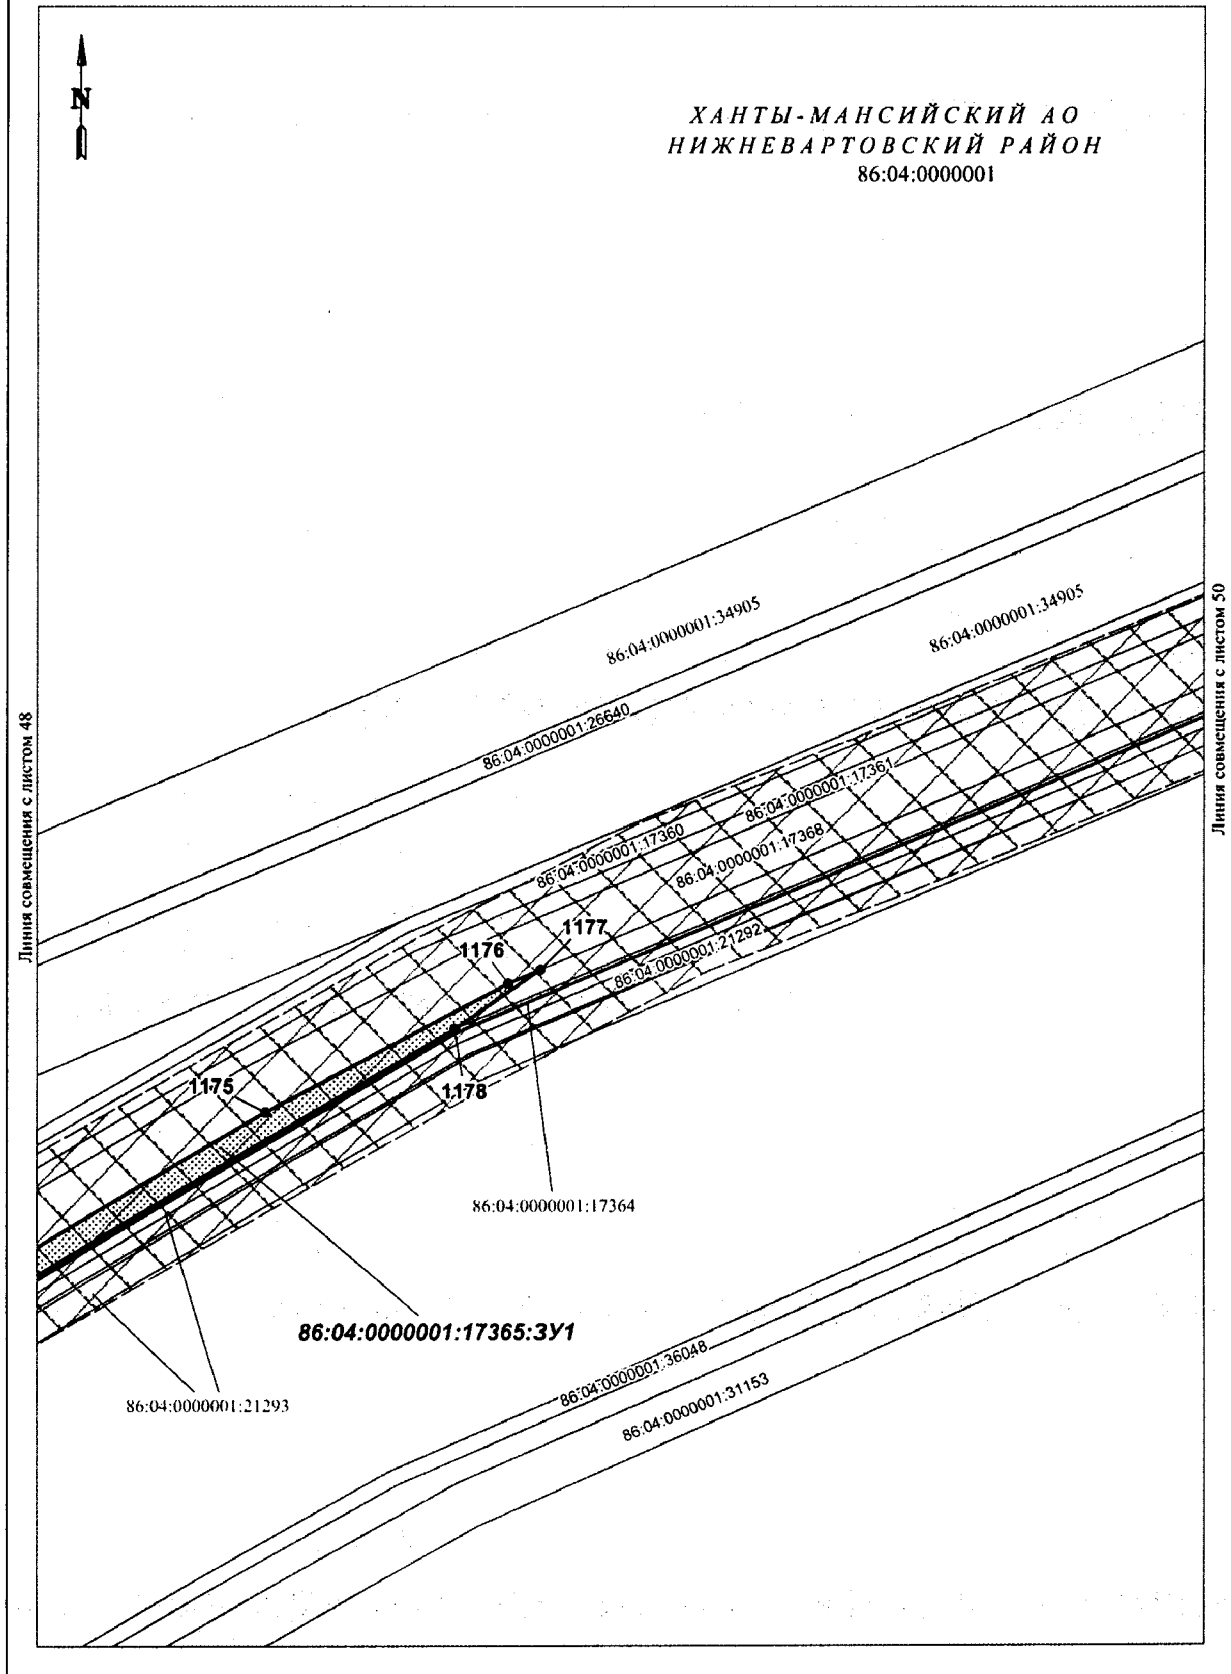 N
ХАНТЫ-МАНСИЙСКИЙ АО
НИЖНЕВАРТОВСКИЙ РАЙОН
86:04:0000001
Линия совмещения с листом 48
Линия совмещения с листом 50
86:04:0000001:34905
86:04:0000001:34905
86:04:0000001:26640
86:04:0000001:17361
86:04:0000001:17360
86:04:0000001:17368
1177
1176
86:04:0000001:21292
1175
1178
86:04:0000001:17364
86:04:0000001:17365:ЗУ1
86:04:0000001:36048
86:04:0000001:21293
86:04:0000001:31153